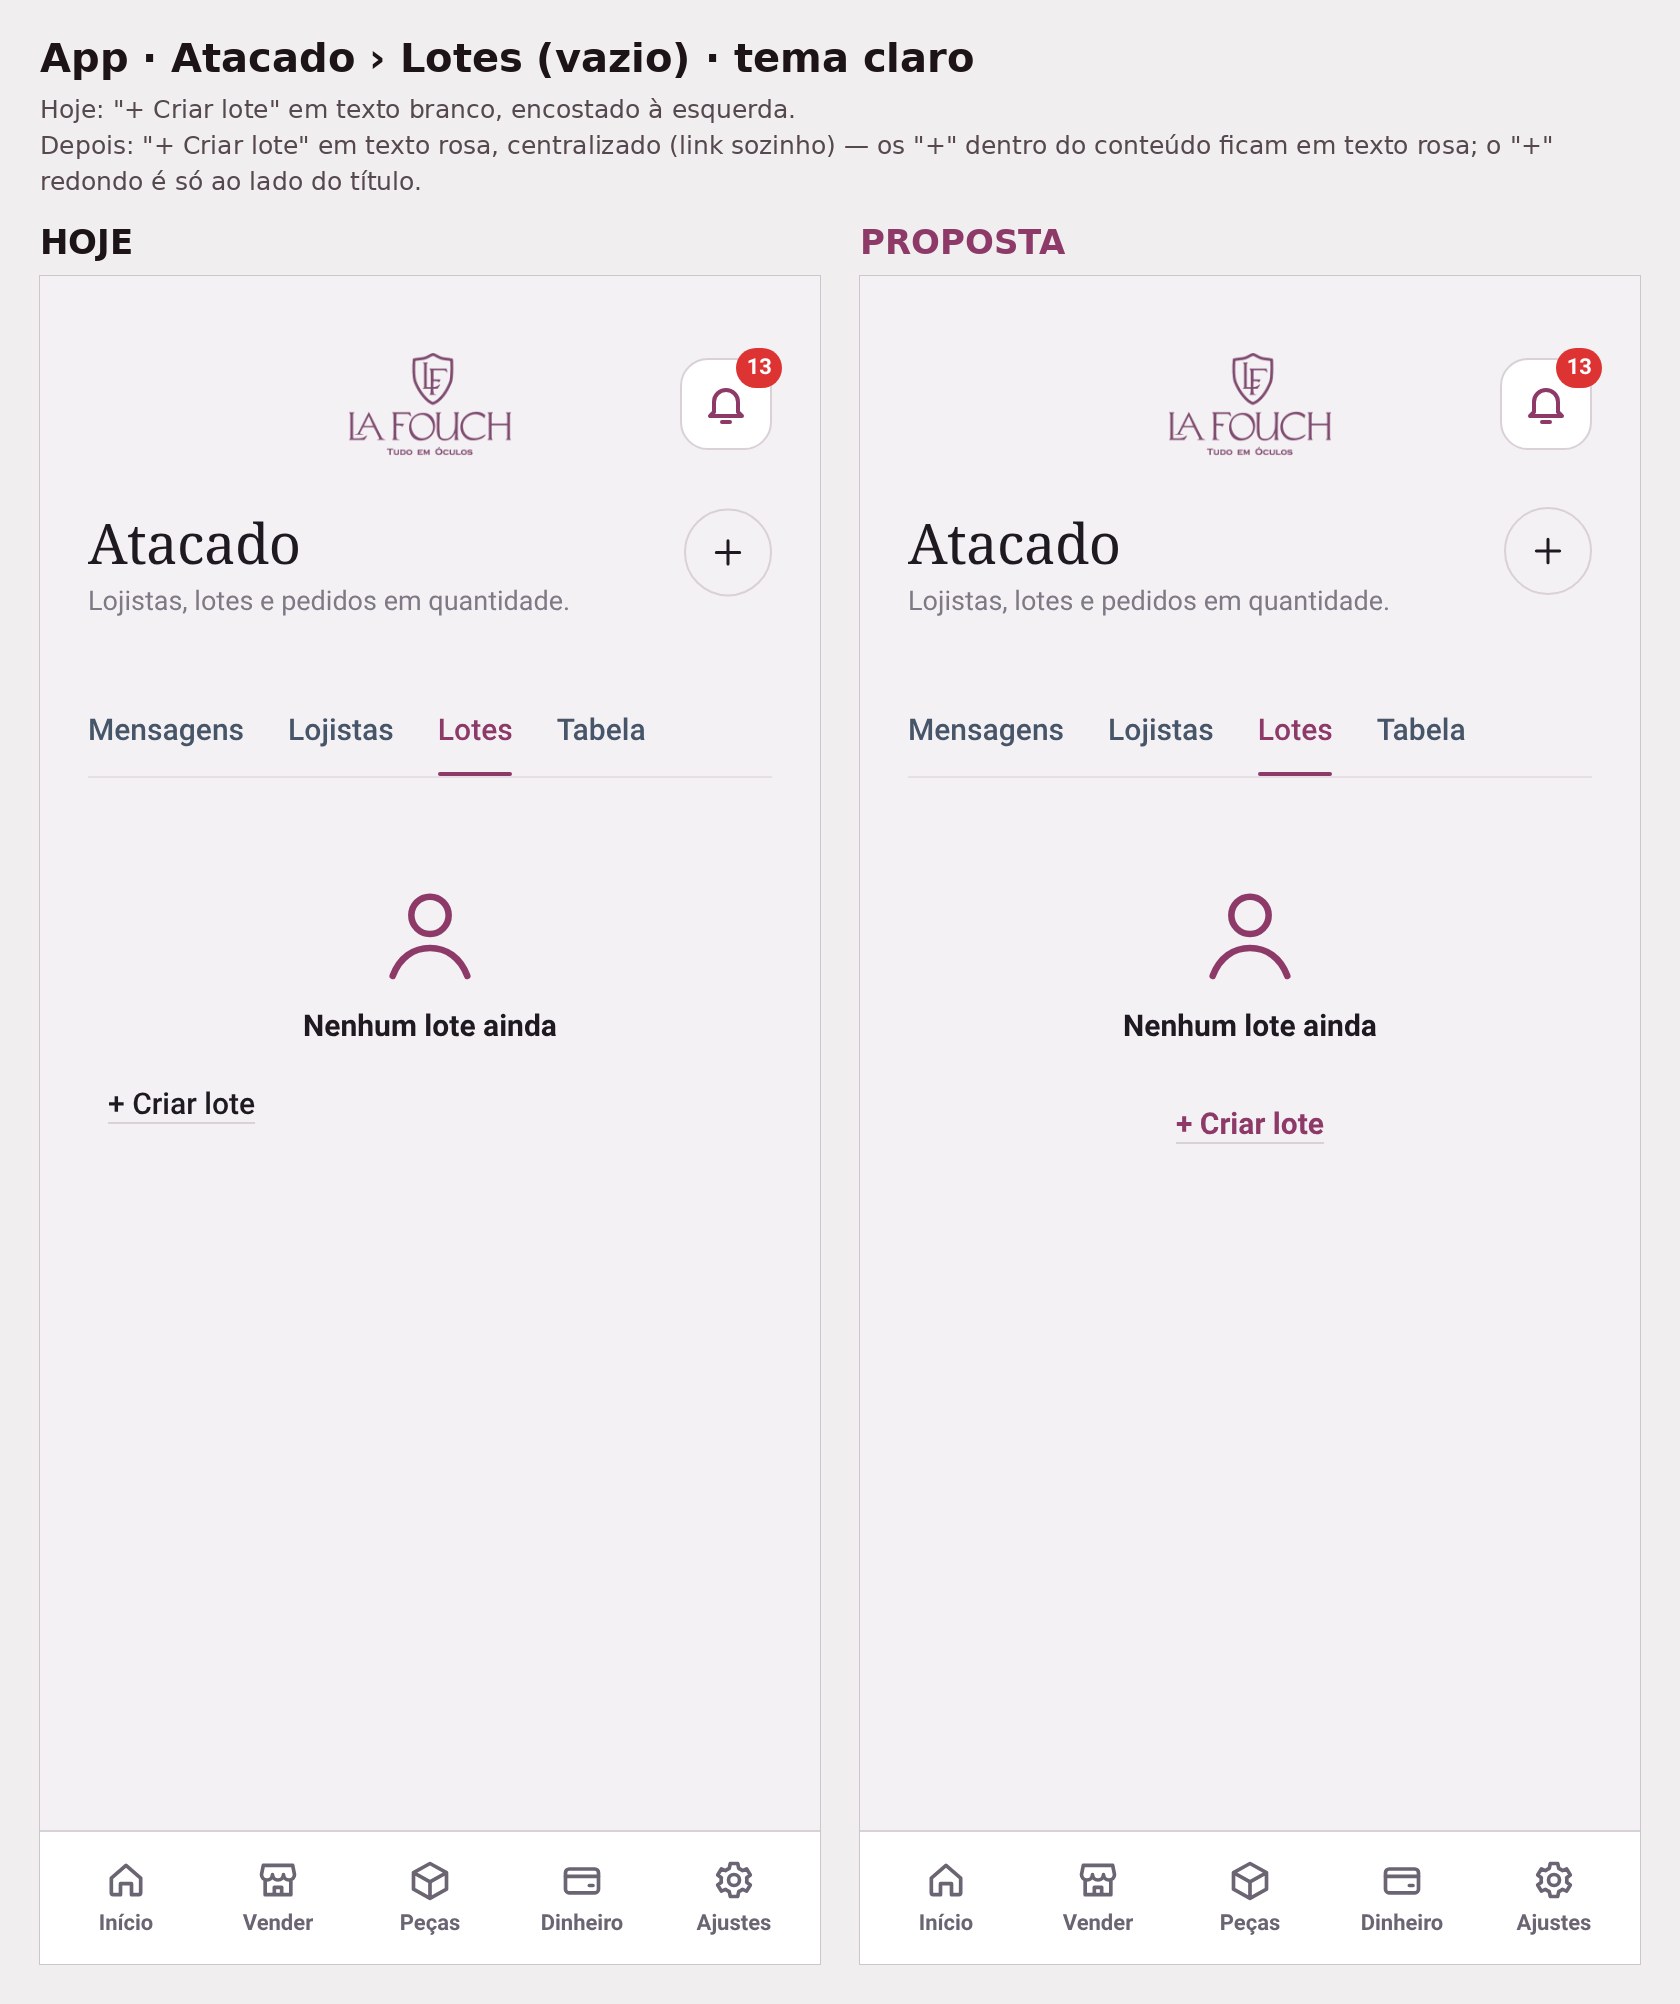 App · Atacado › Lotes (vazio) · tema claro
Hoje: "+ Criar lote" em texto branco, encostado à esquerda.
Depois: "+ Criar lote" em texto rosa, centralizado (link sozinho) — os "+" dentro do conteúdo ficam em texto rosa; o "+"
redondo é só ao lado do título.
HOJE
13
LF
LA FOUCH
TUDO EM ÓCULOS
Atacado
+
Lojistas, lotes e pedidos em quantidade.
Mensagens Lojistas Lotes Tabela
Nenhum lote ainda
+ Criar lote
Início Vender Peças Dinheiro Ajustes
PROPOSTA
13
LF
LA FOUCH
TUDO EM ÓCULOS
Atacado
+
Lojistas, lotes e pedidos em quantidade.
Mensagens Lojistas Lotes Tabela
Nenhum lote ainda
+ Criar lote
Início Vender Peças Dinheiro Ajustes